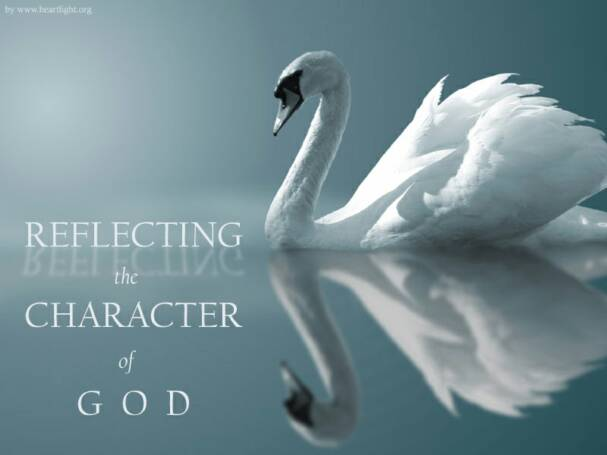 by www.heartlight.org
REFLECTING
the
CHARACTER
of
GOD